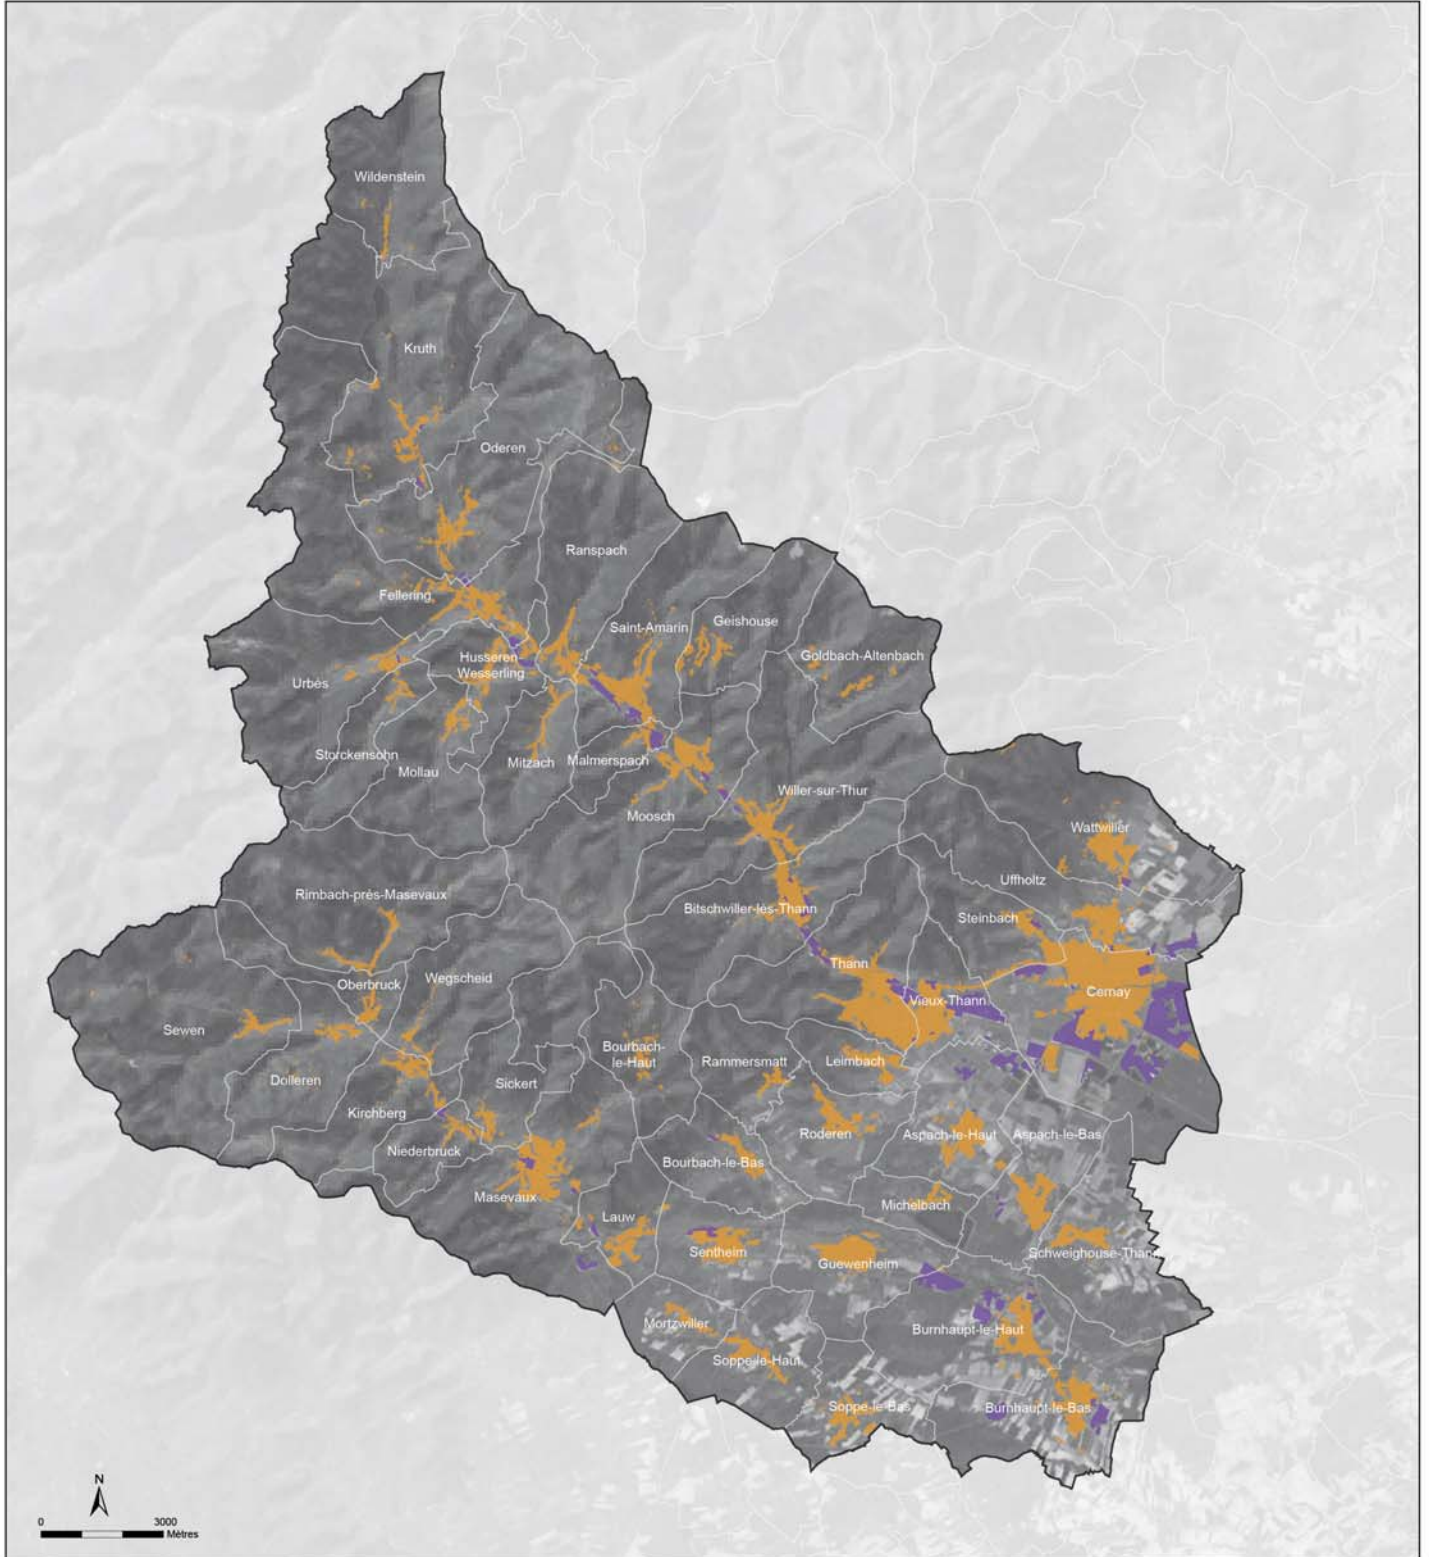 Wildenstein
Kruth
Oderen
Ranspach
Fellering
Saint-Amarin
Geishouse
Husseren-
Wesserling
Goldbach-Altenbach
Urbès
Storckensohn
Mollau
Mitzach
Malmerspach
Willer-sur-Thur
Moosch
Wattwiller
Uffholtz
Rimbach-près-Masevaux
Bitschwiller-lès-Thann
Steinbach
Thann
Wegscheid
Oberbruck
Vieux-Thann
Cernay
Sewen
Bourbach-
le-Haut
Rammersmatt
Leimbach
Dolleren
Sickert
Kirchberg
Roderen
Aspach-le-Haut
Aspach-le-Bas
Niederbruck
Bourbach-le-Bas
Masevaux
Michelbach
Lauw
Sentheim
Guewenheim
Schweighouse-Thann
Mortzwiller
Burnhaupt-le-Haut
Soppe-le-Haut
Soppe-le-Bas
Burnhaupt-le-Bas
N
0 3000
Mètres